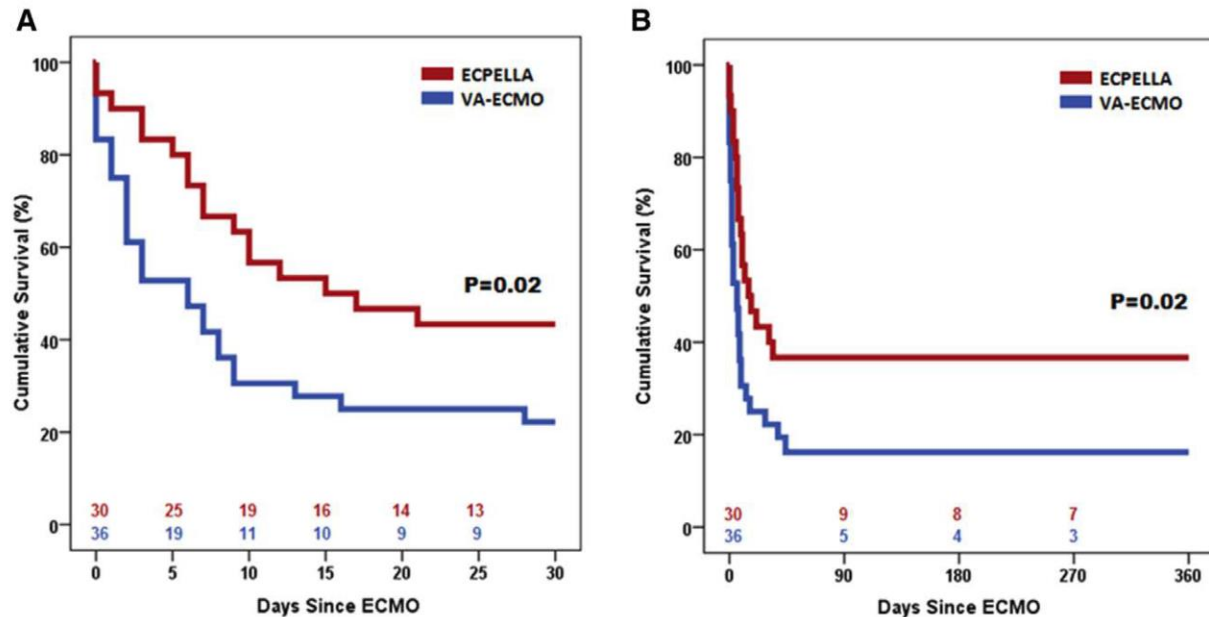 A
Cumulative Survival (%)
100
80
60
40
20
0
ECPELLA
VA-ECMO
P=0.02
30 25 19 16 14 13
36 19 11 10 9 9
0 5 10 15 20 25 30
Days Since ECMO
B
Cumulative Survival (%)
100
80
60
40
20
0
ECPELLA
VA-ECMO
P=0.02
30 9 8 7
36 5 4 3
0 90 180 270 360
Days Since ECMO